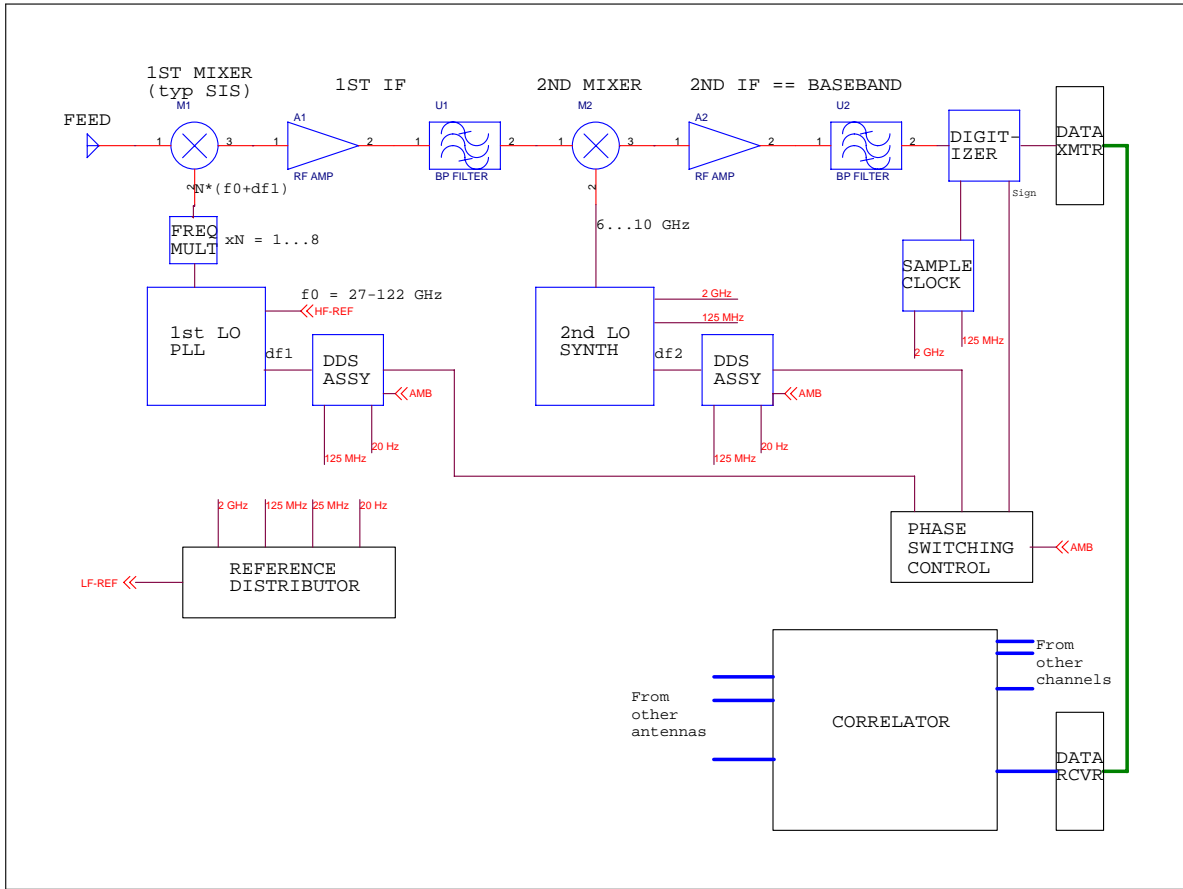 1ST MIXER
(typ SIS)
1ST IF
2ND MIXER
2ND IF == BASEBAND
FEED
M1
A1
U1
M2
A2
U2
1
3
1
2
1
2
1
3
1
2
1
2
2
2
RF AMP
BP FILTER
RF AMP
BP FILTER
DIGIT-
IZER
DATA
XMTR
Sign
N*(f0+df1)
6...10 GHz
FREQ
MULT
xN = 1...8
SAMPLE
CLOCK
2 GHz
125 MHz
f0 = 27-122 GHz
HF-REF
1st LO
PLL
df1
DDS
ASSY
AMB
125 MHz
20 Hz
2 GHz
125 MHz
2nd LO
SYNTH
df2
DDS
ASSY
AMB
125 MHz
20 Hz
2 GHz
125 MHz
25 MHz
20 Hz
LF-REF
REFERENCE
DISTRIBUTOR
PHASE
SWITCHING
CONTROL
AMB
From
other
channels
From
other
antennas
CORRELATOR
DATA
RCVR